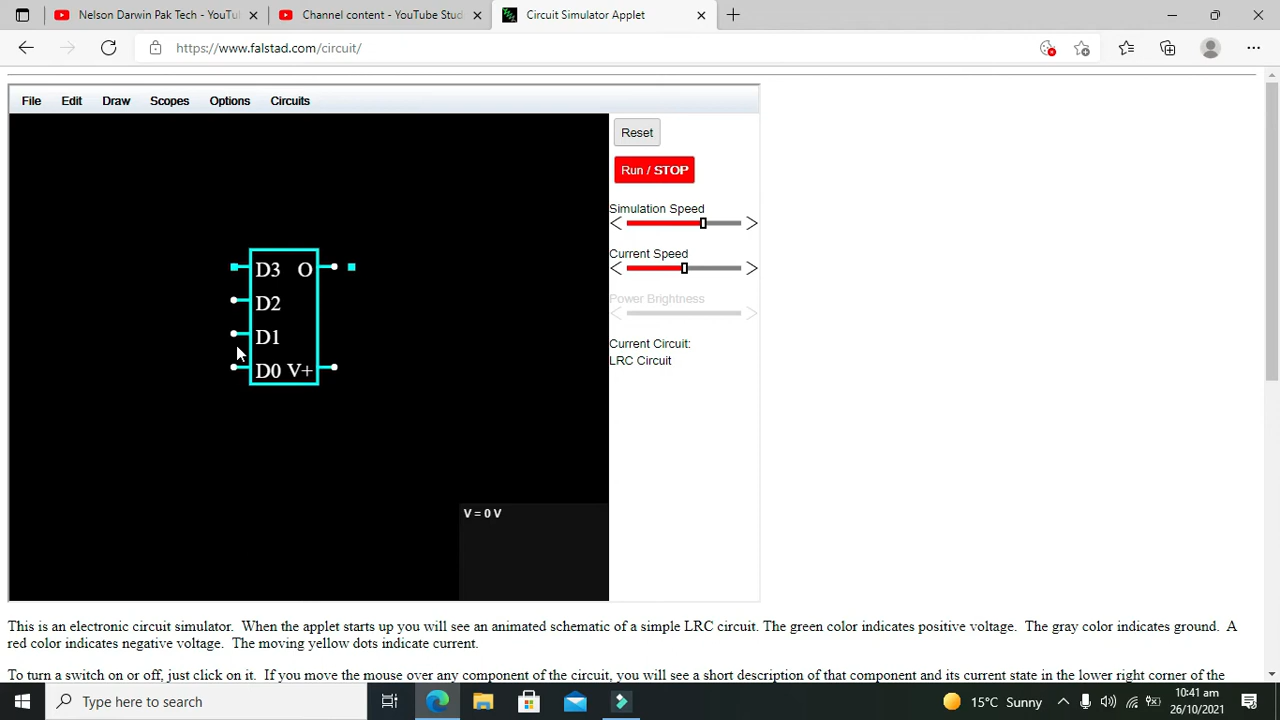 Nelson Darwin Pak Tech - YouTu
Channel content - YouTube Stud
Circuit Simulator Applet
https://www.falstad.com/circuit/
File Edit Draw Scopes Options Circuits
Reset
Run / STOP
Simulation Speed
Current Speed
Power Brightness
Current Circuit:
LRC Circuit
D3 O
D2
D1
D0 V+
V = 0 V
This is an electronic circuit simulator. When the applet starts up you will see an animated schematic of a simple LRC circuit. The green color indicates positive voltage. The gray color indicates ground. A
red color indicates negative voltage. The moving yellow dots indicate current.
To turn a switch on or off, just click on it. If you move the mouse over any component of the circuit, you will see a short description of that component and its current state in the lower right corner of the
Type here to search
15°C Sunny
10:41 am
26/10/2021